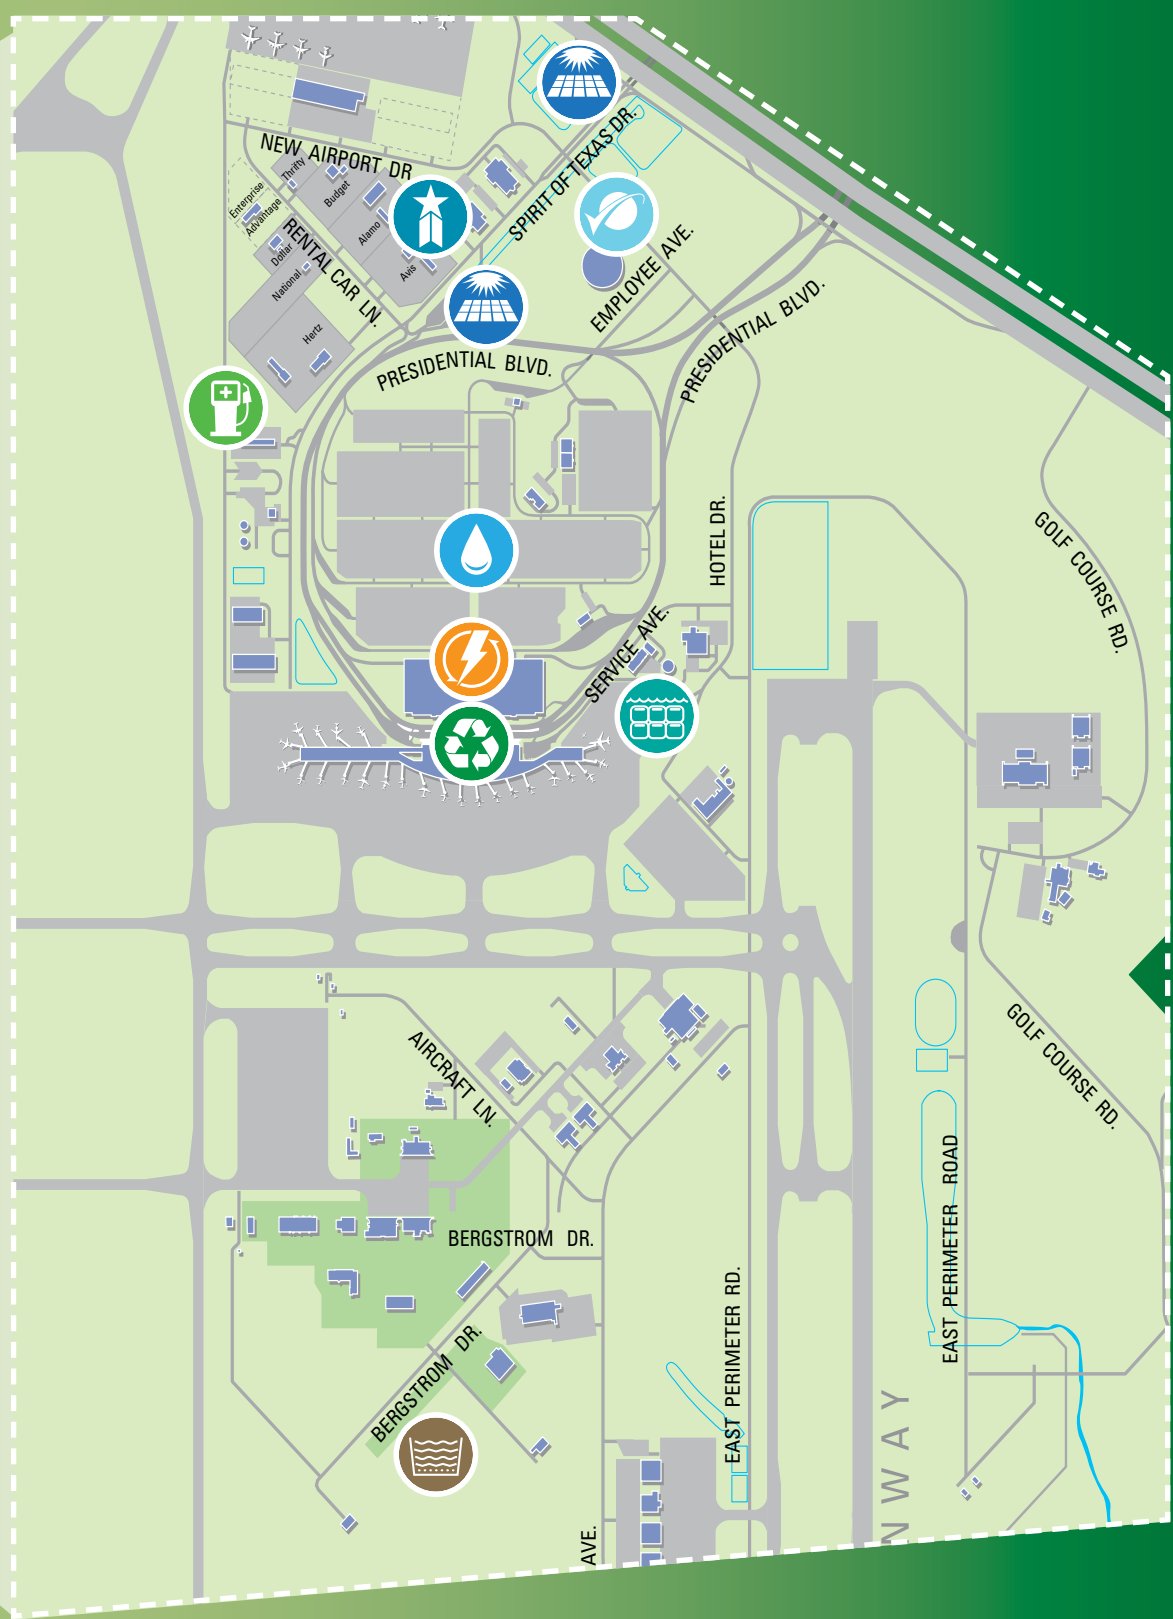 NEW AIRPORT DR
SPIRIT OF TEXAS DR.
Thrifty
Budget
Enterprise
Advantage
Alamo
Dollar
Avis
National
RENTAL CAR LN.
Hertz
EMPLOYEE AVE.
PRESIDENTIAL BLVD.
PRESIDENTIAL BLVD.
HOTEL DR.
GOLF COURSE RD.
SERVICE AVE.
AIRCRAFT LN.
GOLF COURSE RD.
EAST PERIMETER ROAD
BERGSTROM DR.
EAST PERIMETER RD.
BERGSTROM DR.
NWAY
AVE.